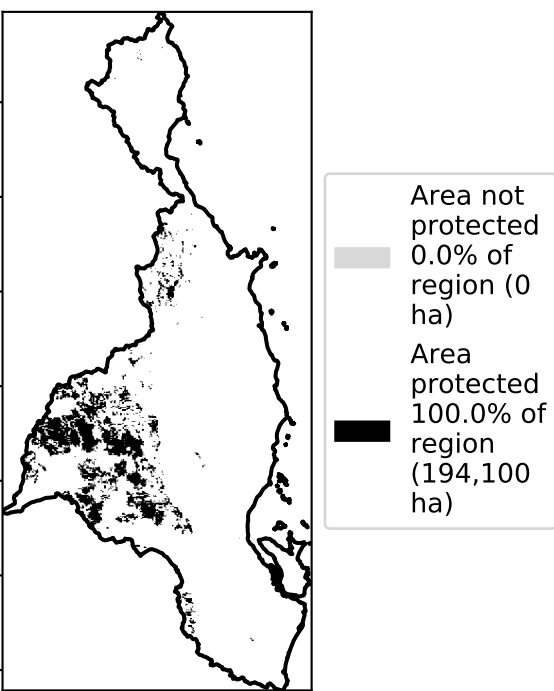 Area not
protected
0.0% of
region (0
ha)
Area
protected
100.0% of
region
(194,100
ha)